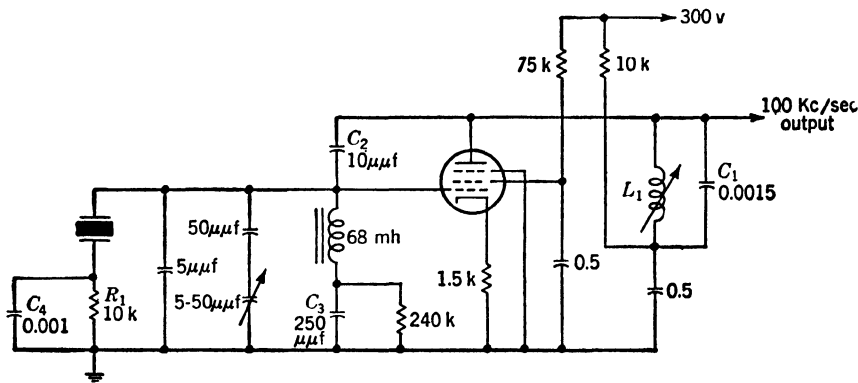 300 v
75 k
10 k
100 Kc/sec
output
C₂
10μμf
L₁
C₁
0.0015
50μμf
68 mh
5μμf
0.5
1.5 k
C₄
0.001
R₁
10 k
5-50μμf
C₃
250
μμf
240 k
0.5